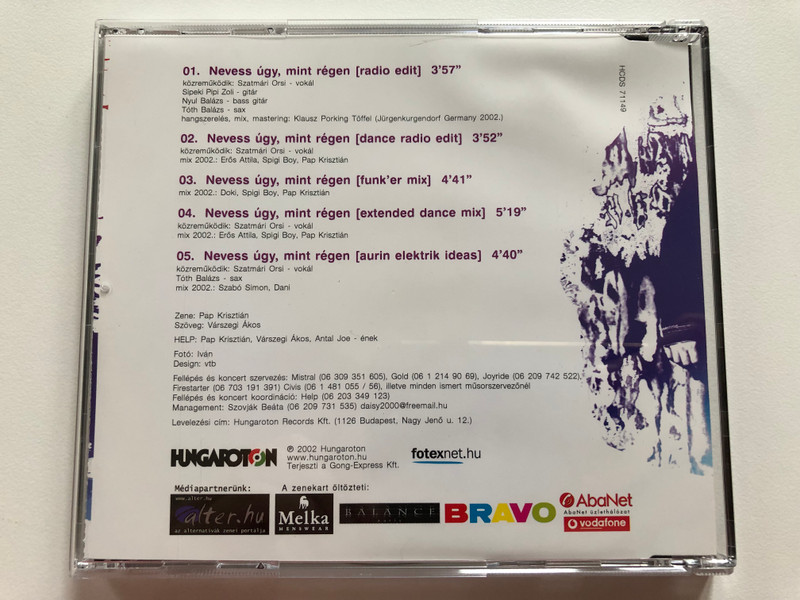 01. Nevess úgy, mint régen [radio edit] 3'57"
közreműködik: Szatmári Orsi - vokál
Sipeki Pipi Zoli - gitár
Nyul Balázs - bass gitár
Tóth Balázs - sax
hangszerelés, mix, mastering: Klausz Porking Töffei (Jürgenkurgendorf Germany 2002.)
02. Nevess úgy, mint régen [dance radio edit] 3'52"
közreműködik: Szatmári Orsi - vokál
mix 2002.: Erős Attila, Spigi Boy, Pap Krisztián
03. Nevess úgy, mint régen [funk'er mix] 4'41"
mix 2002.: Doki, Spigi Boy, Pap Krisztián
04. Nevess úgy, mint régen [extended dance mix] 5'19"
közreműködik: Szatmári Orsi - vokál
mix 2002.: Erős Attila, Spigi Boy, Pap Krisztián
05. Nevess úgy, mint régen [aurin elektrik ideas] 4'40"
közreműködik: Szatmári Orsi - vokál
Tóth Balázs - sax
mix 2002.: Szabó Simon, Dani
HCDS 71149
Zene: Pap Krisztián
Szöveg: Várszegi Ákos
HELP: Pap Krisztián, Várszegi Ákos, Antal Joe - ének
Fotó: Iván
Design: vtb
Fellépés és koncert szervezés: Mistral (06 309 351 605), Gold (06 1 214 90 69), Joyride (06 209 742 522),
Firestarter (06 703 191 391) Civis (06 1 481 055 / 56), illetve minden ismert műsorszervezőnél
Fellépés és koncert koordináció: Help (06 203 349 123)
Management: Szovják Beáta (06 209 731 535) daisy2000@freemail.hu
Levelezési cím: Hungaroton Records Kft. (1126 Budapest, Nagy Jenő u. 12.)
HUNGAROTON
℗ 2002 Hungaroton
www.hungaroton.hu
Terjeszti a Gong-Express Kft.
fotexnet.hu
Médiapartnerünk:
www.alter.hu
alter.hu
az alternatívák zenei portálja
A zenekart öltözteti:
Melka
MENSWEAR
BALANCE
BRAVO
AbaNet
AbaNet üzlethálózat
vodafone